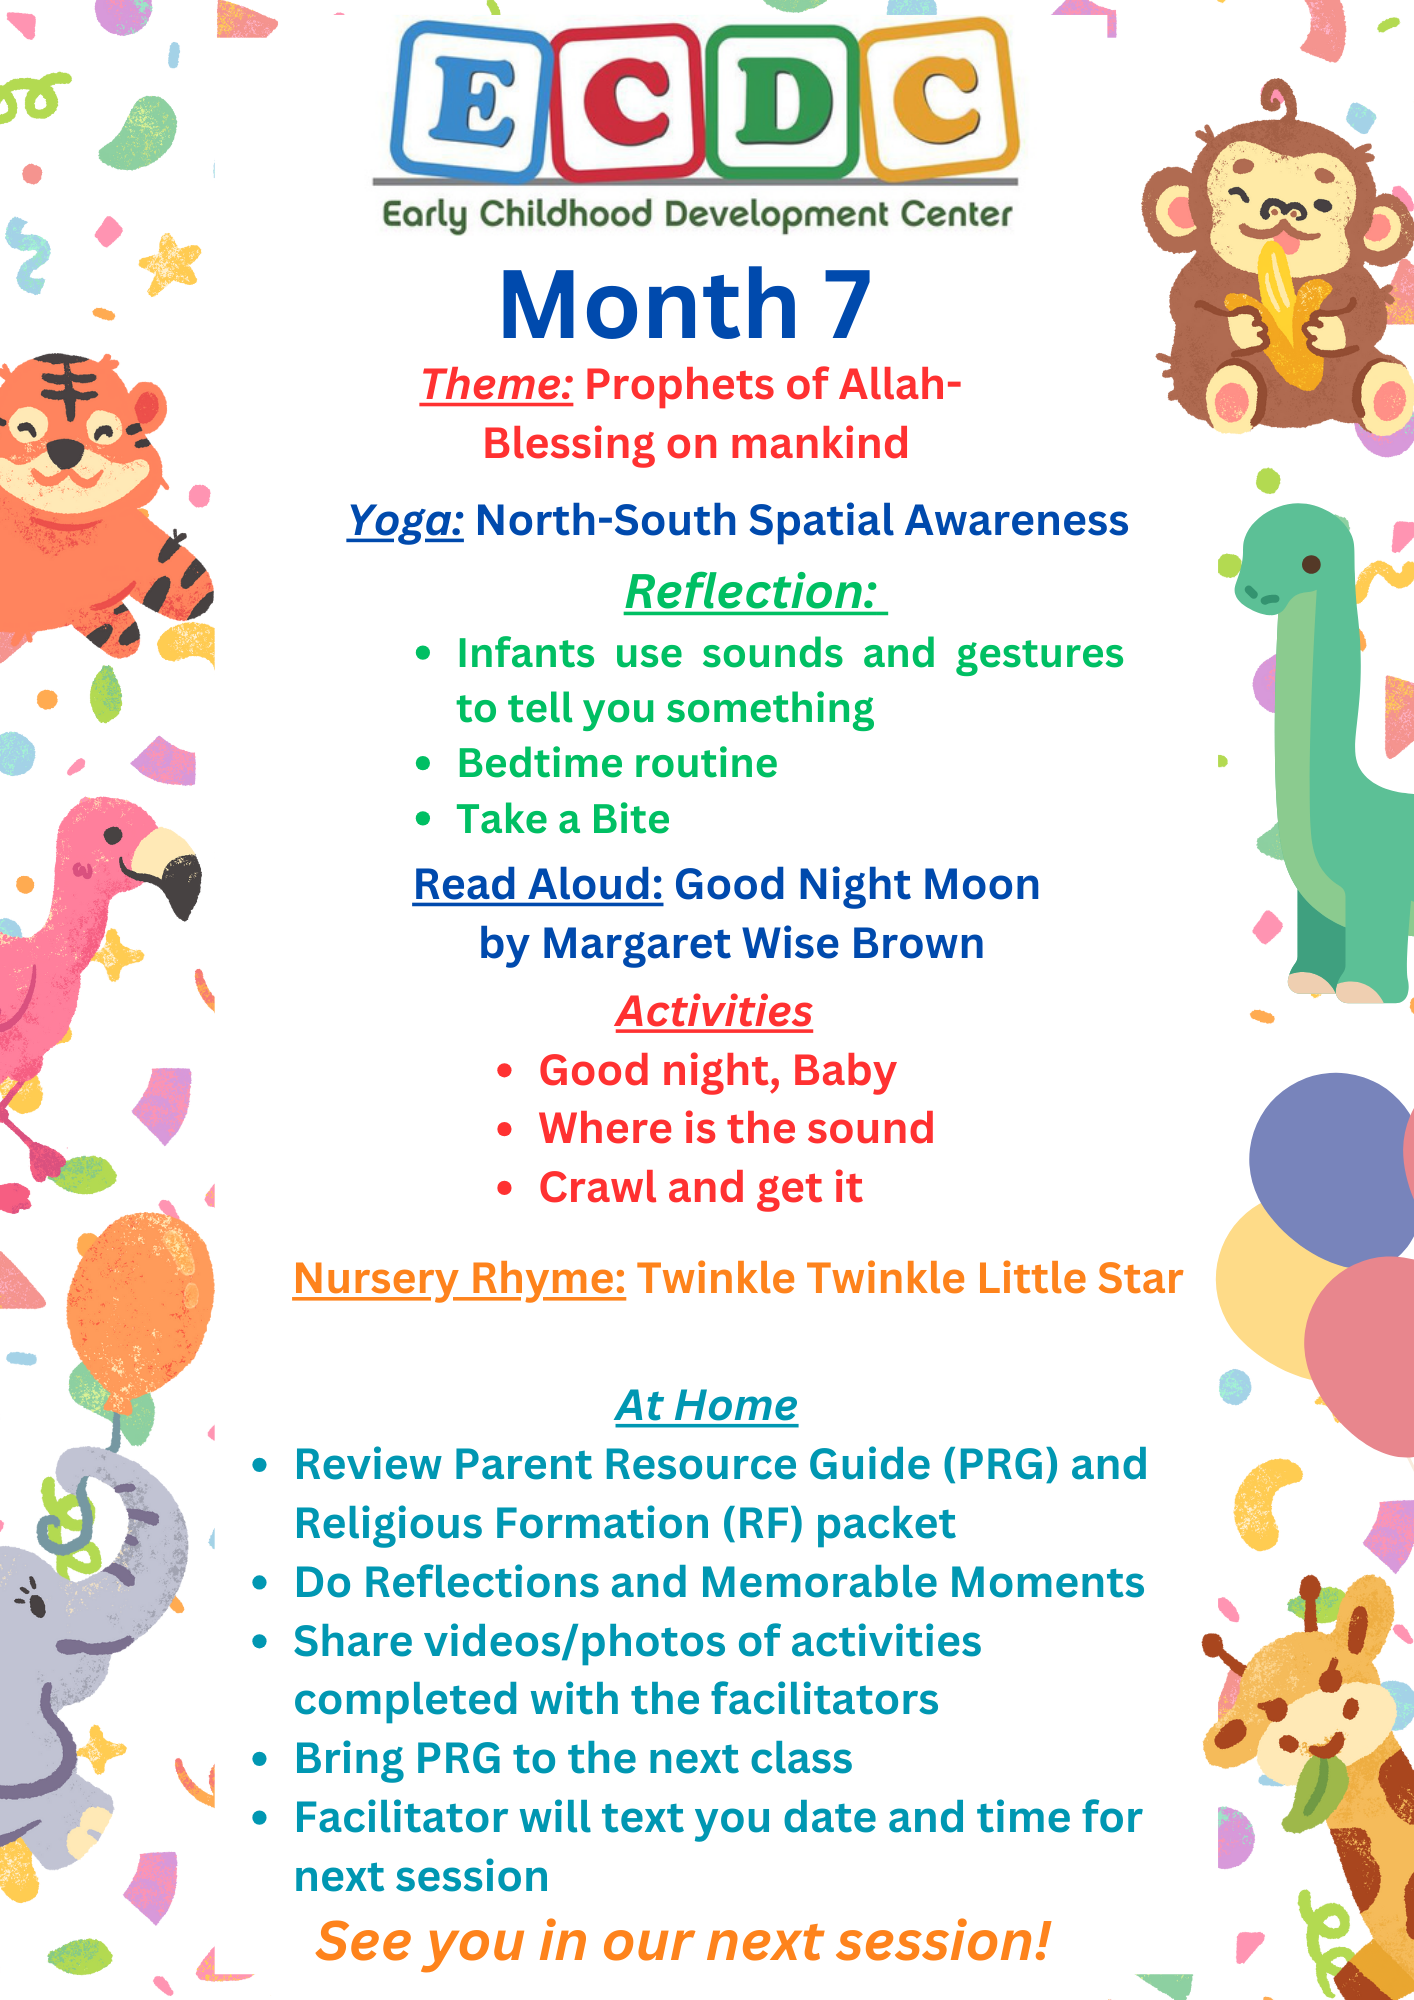 E C D C
Early Childhood Development Center
Month 7
Theme: Prophets of Allah-
Blessing on mankind
Yoga: North-South Spatial Awareness
Reflection:
• Infants use sounds and gestures
to tell you something
• Bedtime routine
• Take a Bite
Read Aloud: Good Night Moon
by Margaret Wise Brown
Activities
• Good night, Baby
• Where is the sound
• Crawl and get it
Nursery Rhyme: Twinkle Twinkle Little Star
At Home
• Review Parent Resource Guide (PRG) and
Religious Formation (RF) packet
• Do Reflections and Memorable Moments
• Share videos/photos of activities
completed with the facilitators
• Bring PRG to the next class
• Facilitator will text you date and time for
next session
See you in our next session!